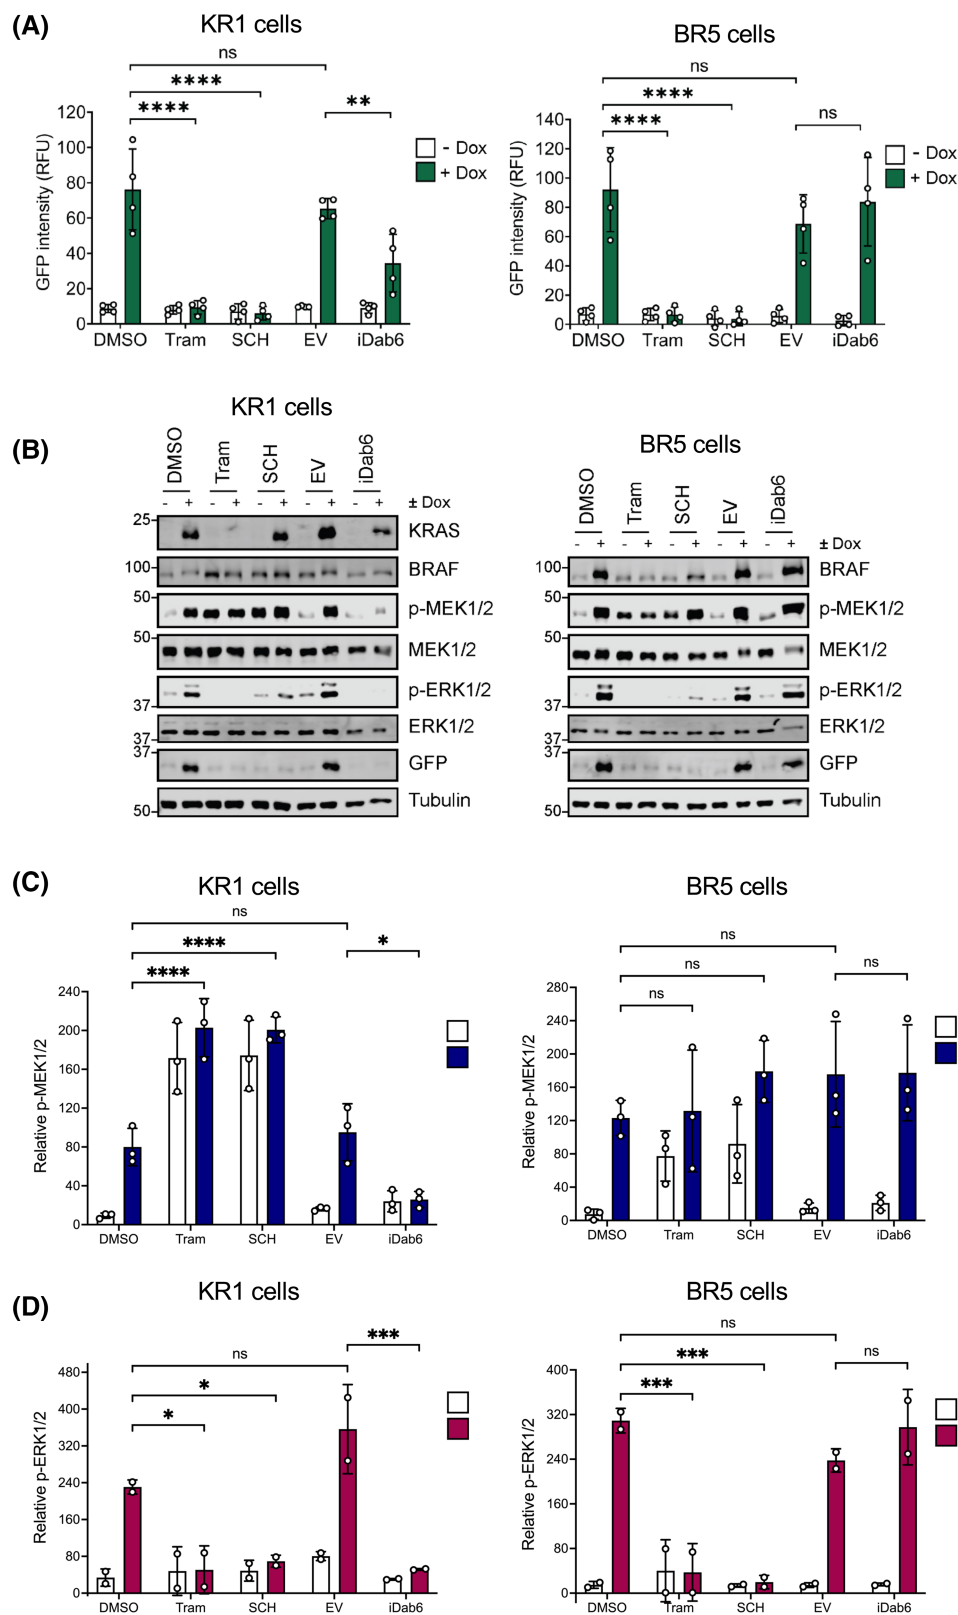 (A)
KR1 cells
ns
****
****
**
120
100
80
60
40
20
0
GFP intensity (RFU)
- Dox
+ Dox
DMSO Tram SCH EV iDab6
BR5 cells
ns
****
****
ns
140
120
100
80
60
40
20
0
GFP intensity (RFU)
- Dox
+ Dox
DMSO Tram SCH EV iDab6
(B)
KR1 cells
DMSO Tram SCH EV iDab6
- + - + - + - + - + ± Dox
25 KRAS
100 BRAF
50 p-MEK1/2
50 MEK1/2
37 p-ERK1/2
37 ERK1/2
37 GFP
50 Tubulin
BR5 cells
DMSO Tram SCH EV iDab6
- + - + - + - + - + ± Dox
100 BRAF
50 p-MEK1/2
50 MEK1/2
37 p-ERK1/2
37 ERK1/2
37 GFP
50 Tubulin
(C)
KR1 cells
ns
****
****
*
240
200
160
120
80
40
0
Relative p-MEK1/2
DMSO Tram SCH EV iDab6
BR5 cells
ns
ns
ns
ns
280
240
200
160
120
80
40
0
Relative p-MEK1/2
DMSO Tram SCH EV iDab6
(D)
KR1 cells
***
ns
*
*
480
400
320
240
160
80
0
Relative p-ERK1/2
DMSO Tram SCH EV iDab6
BR5 cells
ns
***
***
ns
400
320
240
160
80
0
Relative p-ERK1/2
DMSO Tram SCH EV iDab6